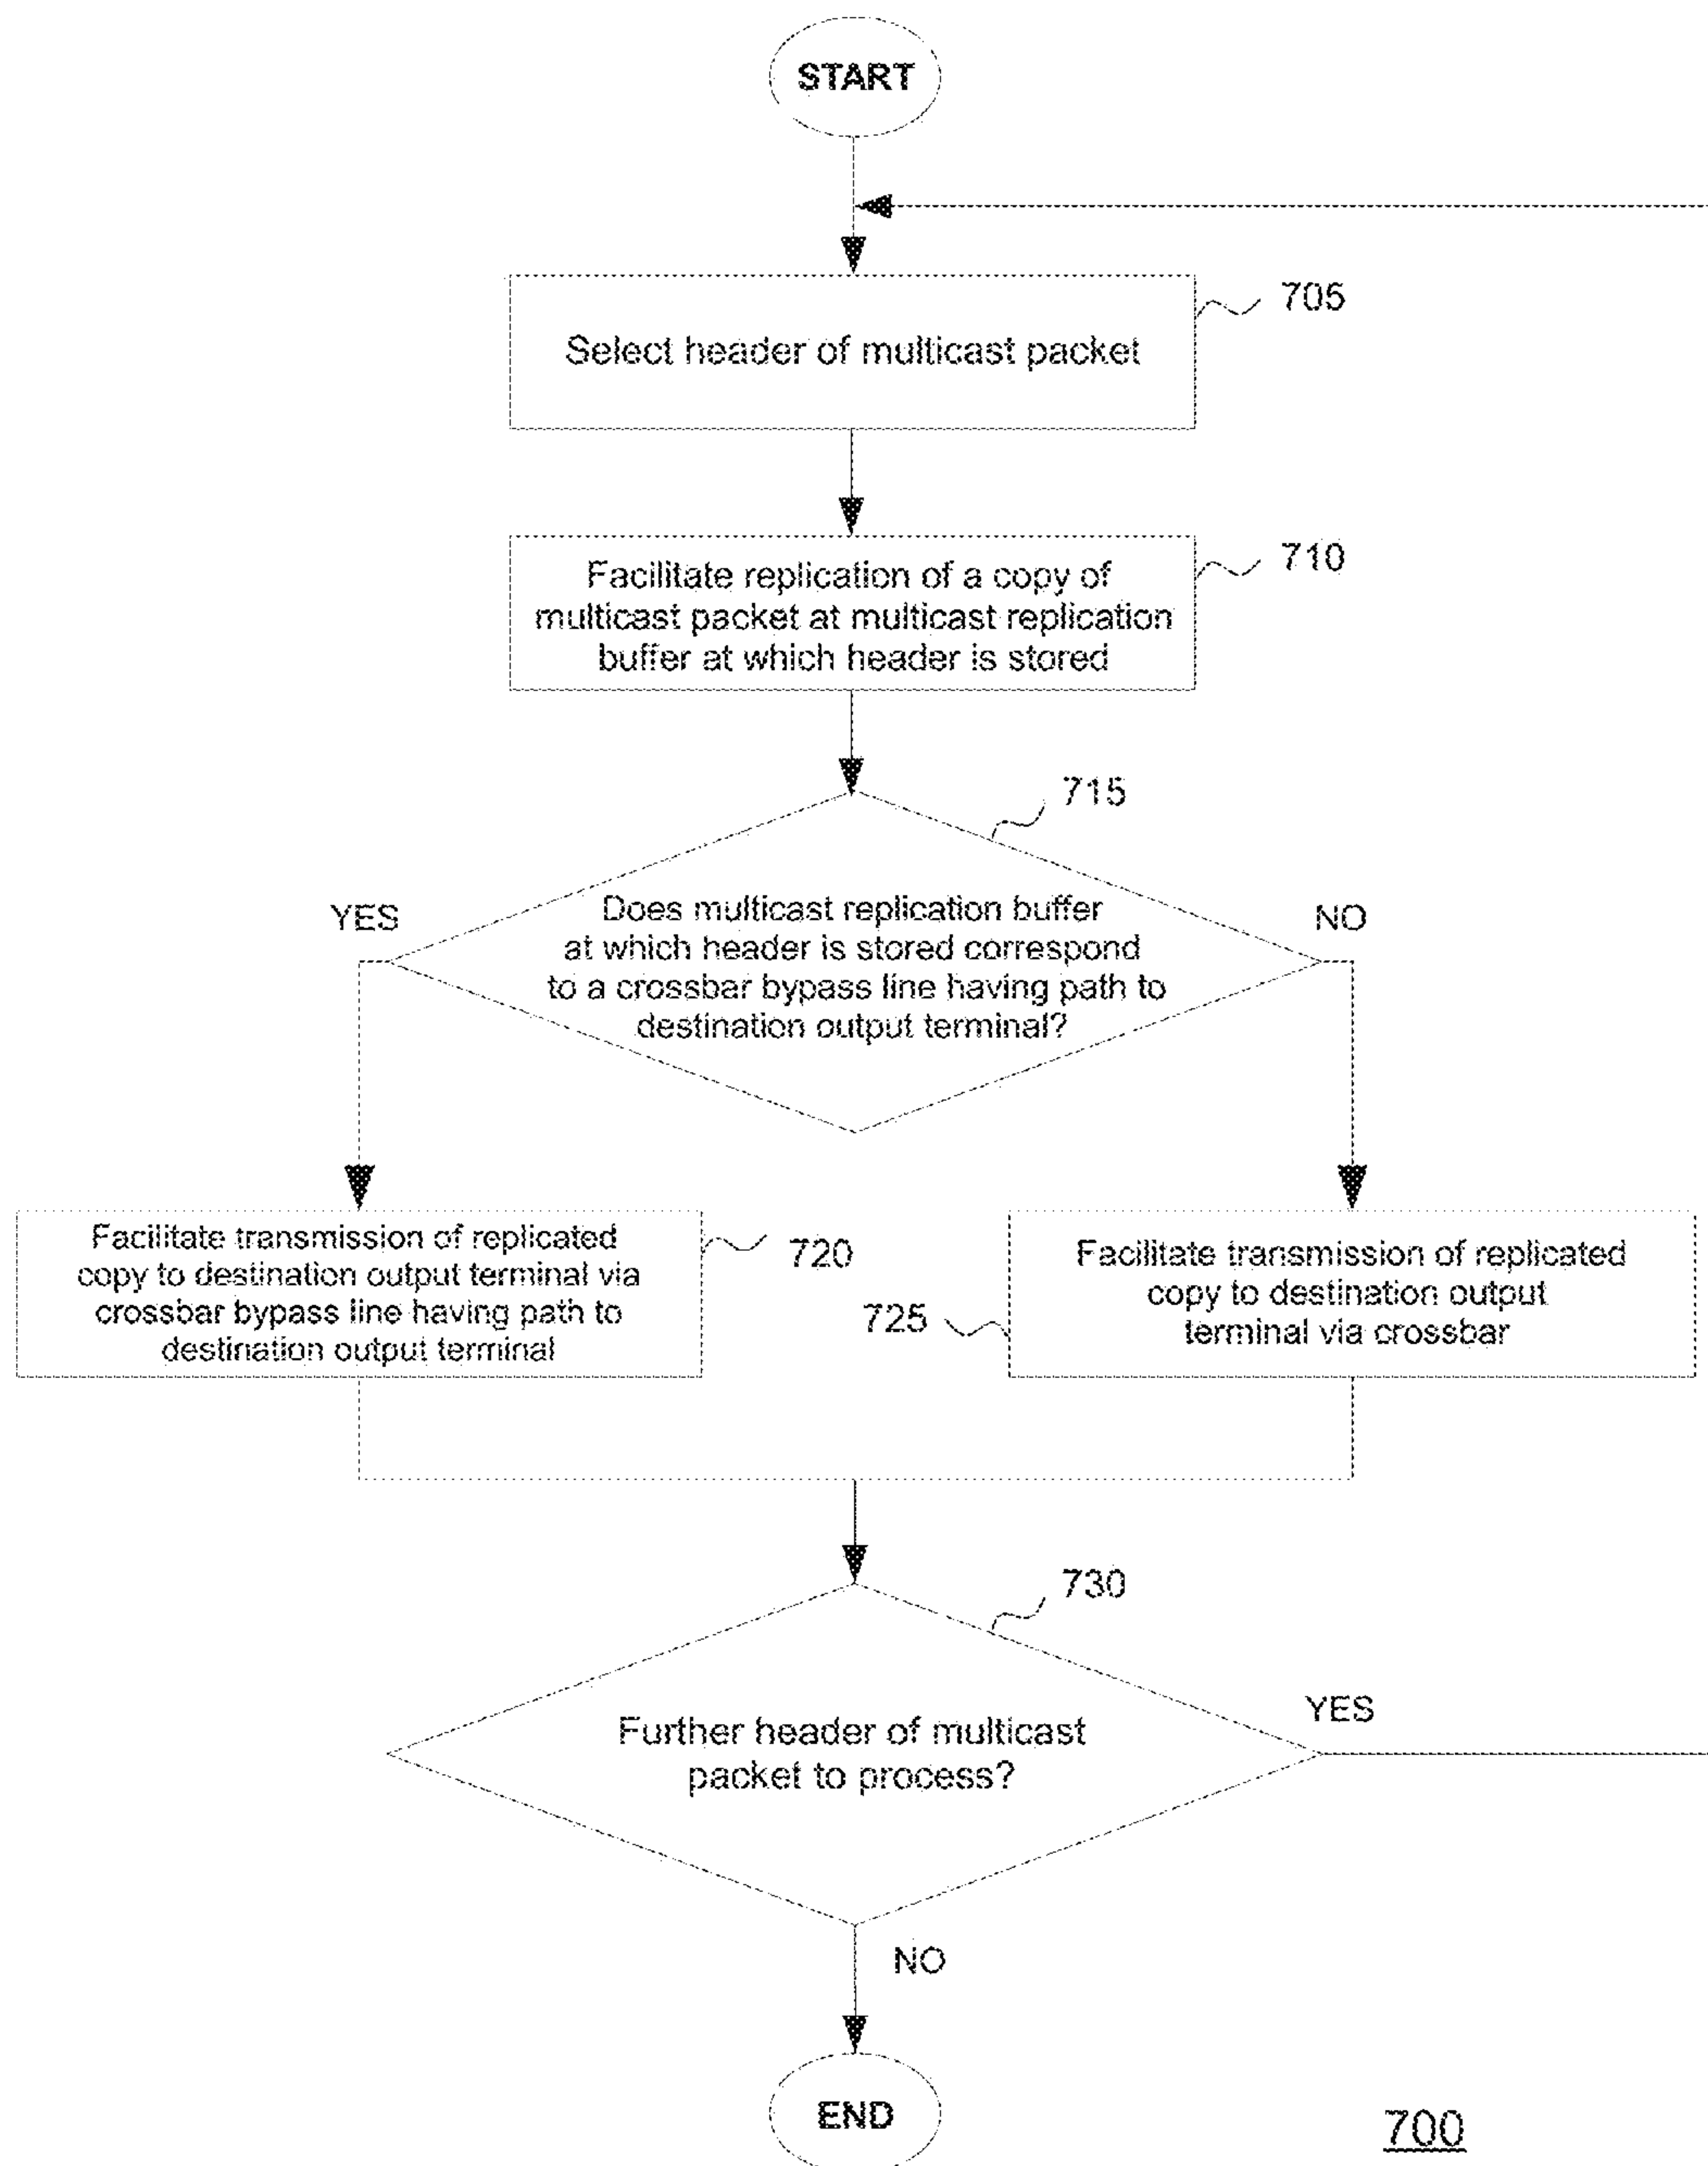 START
Select header of multicast packet
705
Facilitate replication of a copy of
multicast packet at multicast replication
buffer at which header is stored
710
715
YES
Does multicast replication buffer
at which header is stored correspond
to a crossbar bypass line having path to
destination output terminal?
NO
Facilitate transmission of replicated
copy to destination output terminal via
crossbar bypass line having path to
destination output terminal
720
725
Facilitate transmission of replicated
copy to destination output
terminal via crossbar
730
Further header of multicast
packet to process?
YES
NO
END
700